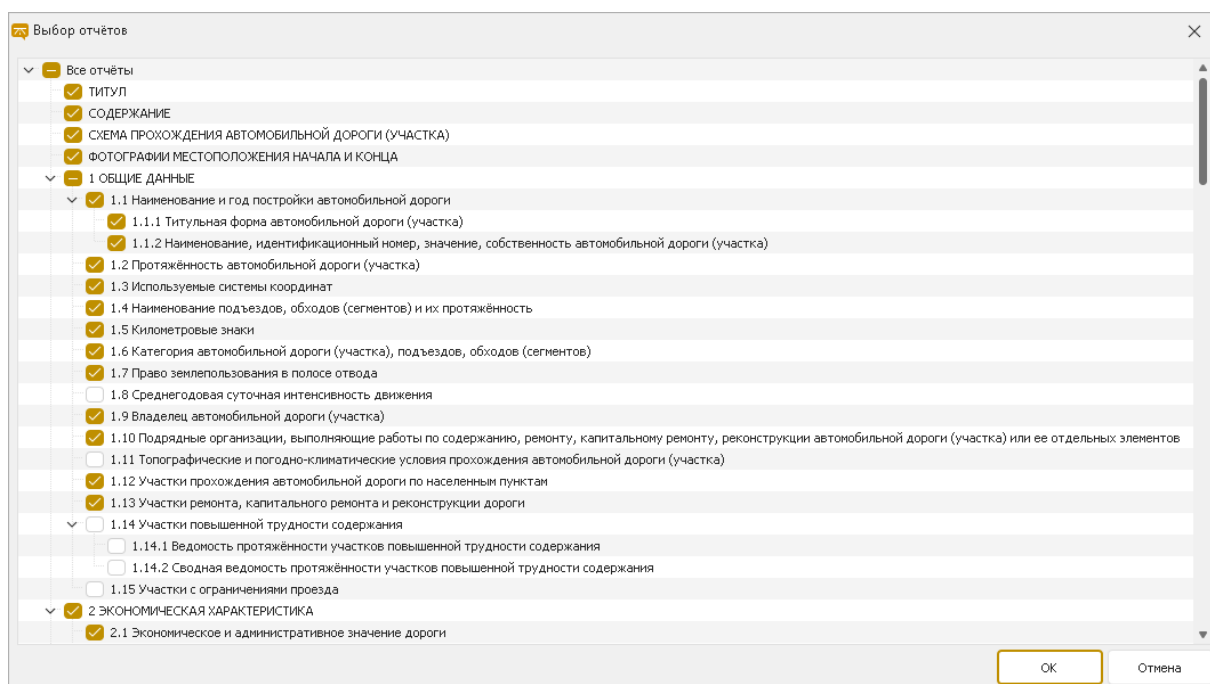 Выбор отчётов
Все отчёты
ТИТУЛ
СОДЕРЖАНИЕ
СХЕМА ПРОХОЖДЕНИЯ АВТОМОБИЛЬНОЙ ДОРОГИ (УЧАСТКА)
ФОТОГРАФИИ МЕСТОПОЛОЖЕНИЯ НАЧАЛА И КОНЦА
1 ОБЩИЕ ДАННЫЕ
1.1 Наименование и год постройки автомобильной дороги
1.1.1 Титульная форма автомобильной дороги (участка)
1.1.2 Наименование, идентификационный номер, значение, собственность автомобильной дороги (участка)
1.2 Протяжённость автомобильной дороги (участка)
1.3 Используемые системы координат
1.4 Наименование подъездов, обходов (сегментов) и их протяжённость
1.5 Километровые знаки
1.6 Категория автомобильной дороги (участка), подъездов, обходов (сегментов)
1.7 Право землепользования в полосе отвода
1.8 Среднегодовая суточная интенсивность движения
1.9 Владелец автомобильной дороги (участка)
1.10 Подрядные организации, выполняющие работы по содержанию, ремонту, капитальному ремонту, реконструкции автомобильной дороги (участка) или ее отдельных элементов
1.11 Топографические и погодно-климатические условия прохождения автомобильной дороги (участка)
1.12 Участки прохождения автомобильной дороги по населенным пунктам
1.13 Участки ремонта, капитального ремонта и реконструкции дороги
1.14 Участки повышенной трудности содержания
1.14.1 Ведомость протяжённости участков повышенной трудности содержания
1.14.2 Сводная ведомость протяжённости участков повышенной трудности содержания
1.15 Участки с ограничениями проезда
2 ЭКОНОМИЧЕСКАЯ ХАРАКТЕРИСТИКА
2.1 Экономическое и административное значение дороги
ОК Отмена